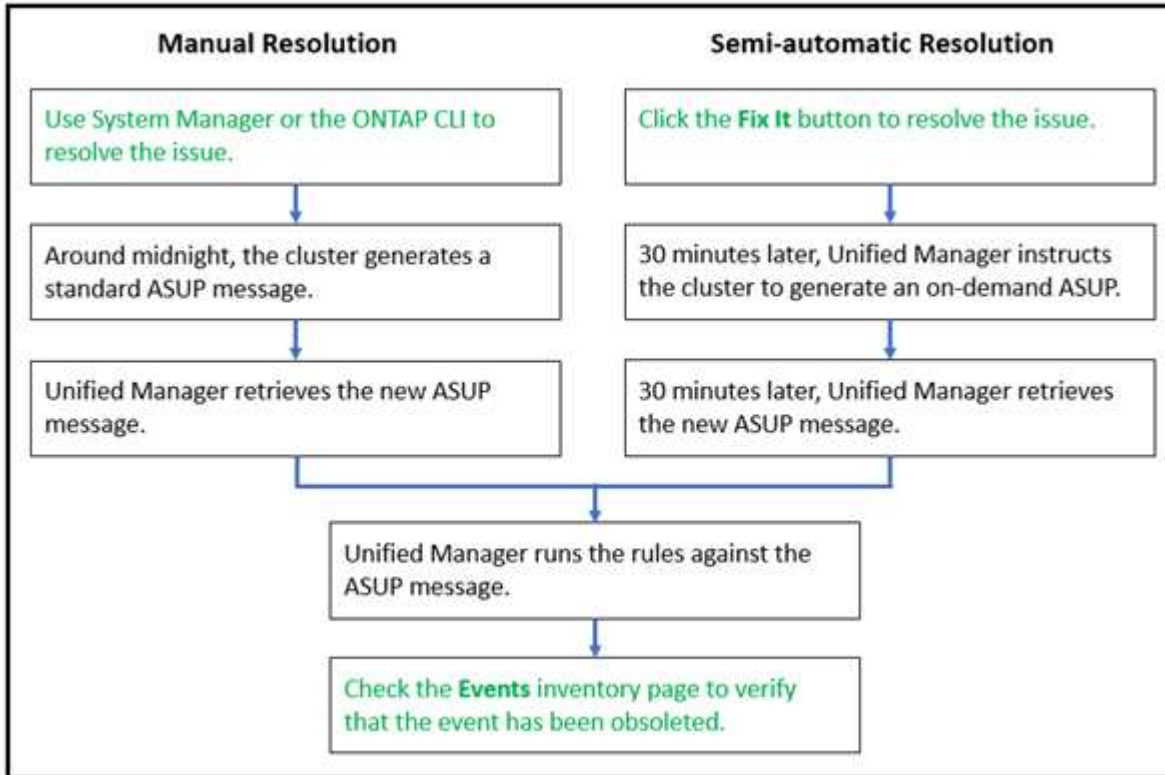 Manual Resolution
Semi-automatic Resolution
Use System Manager or the ONTAP CLI to
resolve the issue.
Click the Fix It button to resolve the issue.
Around midnight, the cluster generates a
standard ASUP message.
30 minutes later, Unified Manager instructs
the cluster to generate an on-demand ASUP.
Unified Manager retrieves the new ASUP
message.
30 minutes later, Unified Manager retrieves
the new ASUP message.
Unified Manager runs the rules against the
ASUP message.
Check the Events inventory page to verify
that the event has been obsoleted.